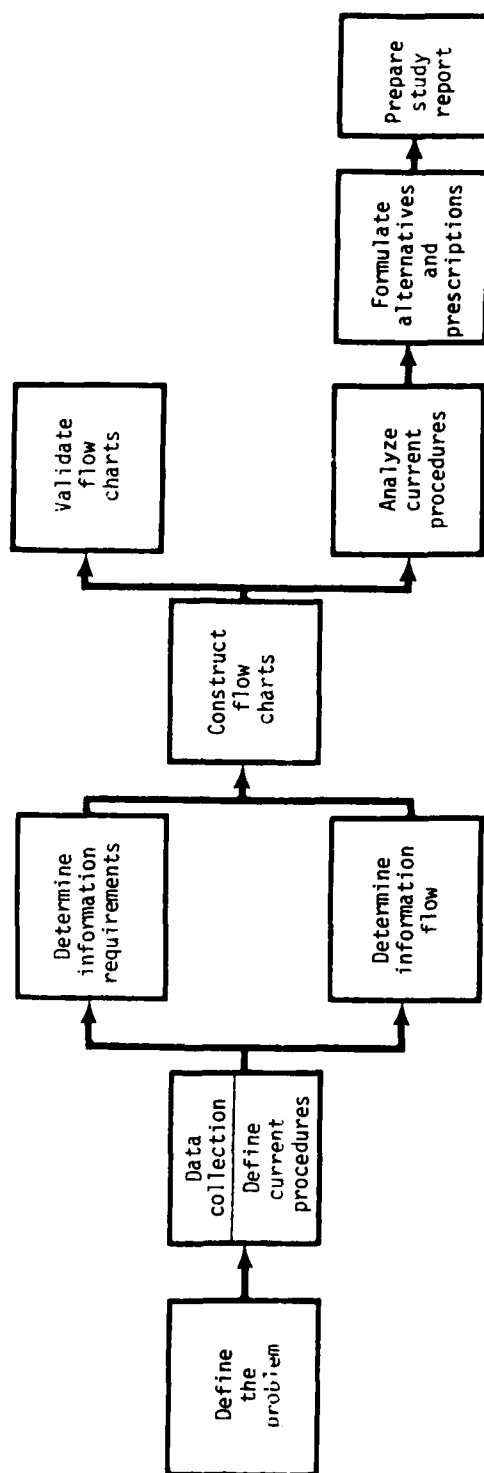 Define
the
problem
Data
collection
Define
current
procedures
Determine
information
requirements
Determine
information
flow
Construct
flow
charts
Validate
flow
charts
Analyze
current
procedures
Formulate
alternatives
and
prescriptions
Prepare
study
report